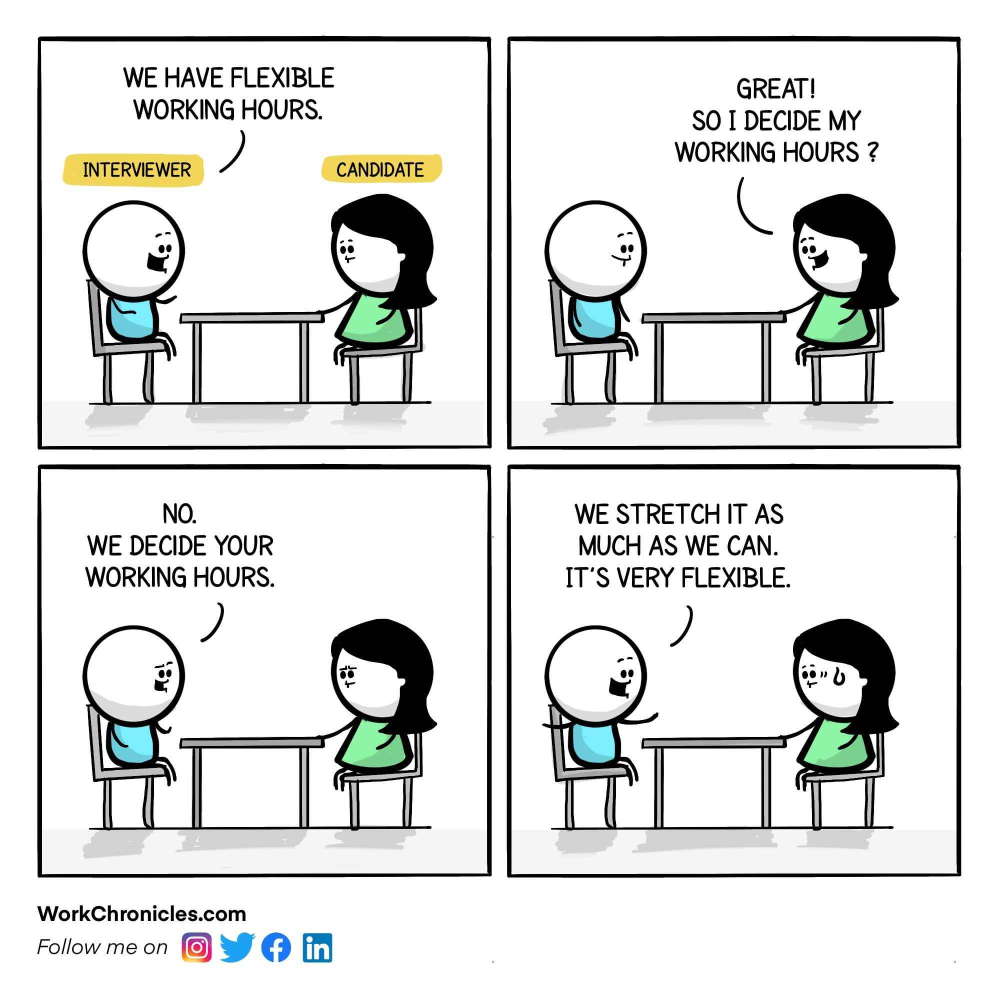 WE HAVE FLEXIBLE
WORKING HOURS.
INTERVIEWER
CANDIDATE
GREAT!
SO I DECIDE MY
WORKING HOURS ?
NO.
WE DECIDE YOUR
WORKING HOURS.
WE STRETCH IT AS
MUCH AS WE CAN.
IT'S VERY FLEXIBLE.
WorkChronicles.com
Follow me on
in